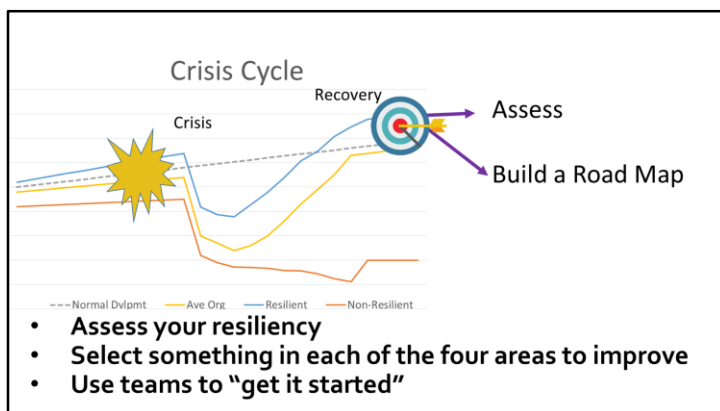 Crisis Cycle
Recovery
Crisis
Assess
Build a Road Map
Normal Dvlpmt
Ave Org
Resilient
Non-Resilient
• Assess your resiliency
• Select something in each of the four areas to improve
• Use teams to “get it started”